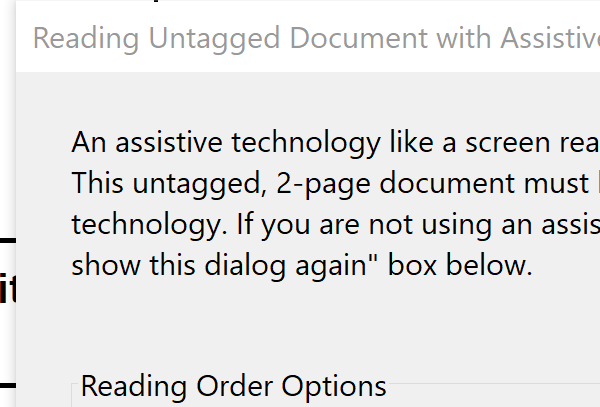 Reading Untagged Document with Assistive
An assistive technology like a screen rea
This untagged, 2-page document must
technology. If you are not using an assis
show this dialog again" box below.
it
Reading Order Options